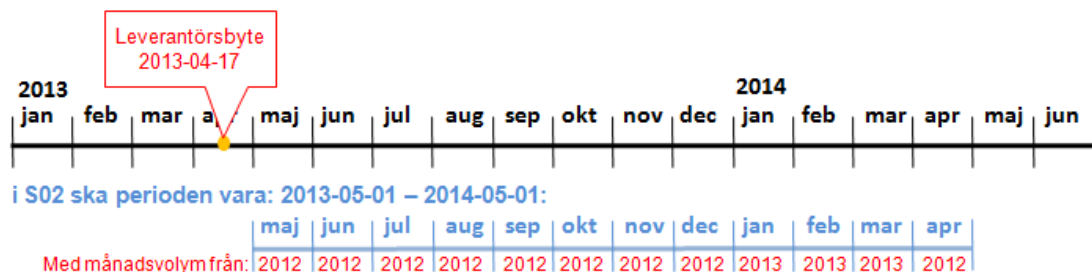 Leverantörsbyte
2013-04-17
2013 2014
jan feb mar apr maj jun jul aug sep okt nov dec jan feb mar apr maj jun
i S02 ska perioden vara: 2013-05-01 – 2014-05-01:
maj jun jul aug sep okt nov dec jan feb mar apr
Med månadsvolym från: 2012 2012 2012 2012 2012 2012 2012 2012 2013 2013 2013 2012